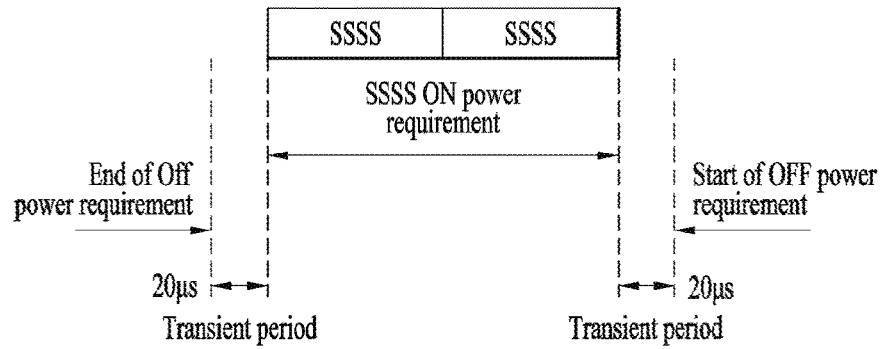 SSSS SSSS
SSSS ON power
requirement
End of Off
power requirement
Start of OFF power
requirement
20μs
20μs
Transient period
Transient period